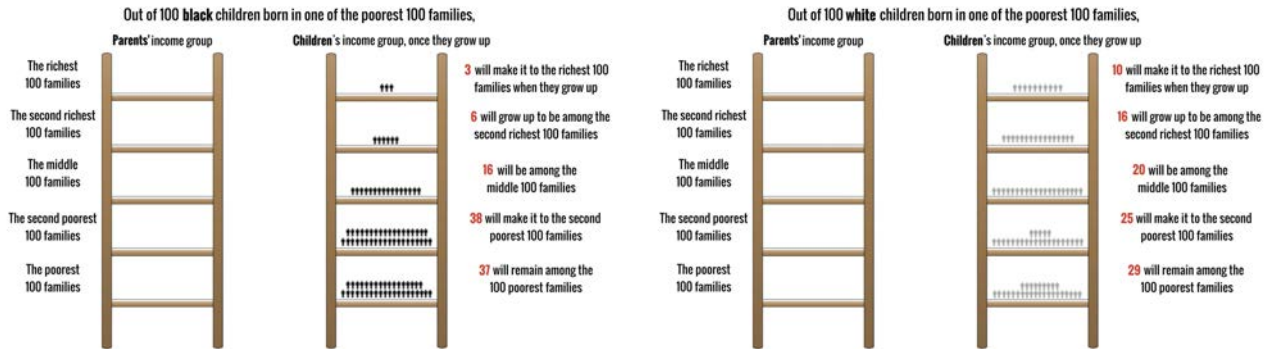 Out of 100 black children born in one of the poorest 100 families,
Parents' income group
Children's income group, once they grow up
The richest
100 families
3 will make it to the richest 100
families when they grow up
The second richest
100 families
6 will grow up to be among the
second richest 100 families
The middle
100 families
16 will be among the
middle 100 families
The second poorest
100 families
38 will make it to the second
poorest 100 families
The poorest
100 families
37 will remain among the
100 poorest families
Out of 100 white children born in one of the poorest 100 families,
Parents' income group
Children's income group, once they grow up
The richest
100 families
10 will make it to the richest 100
families when they grow up
The second richest
100 families
16 will grow up to be among the
second richest 100 families
The middle
100 families
20 will be among the
middle 100 families
The second poorest
100 families
25 will make it to the second
poorest 100 families
The poorest
100 families
29 will remain among the
100 poorest families